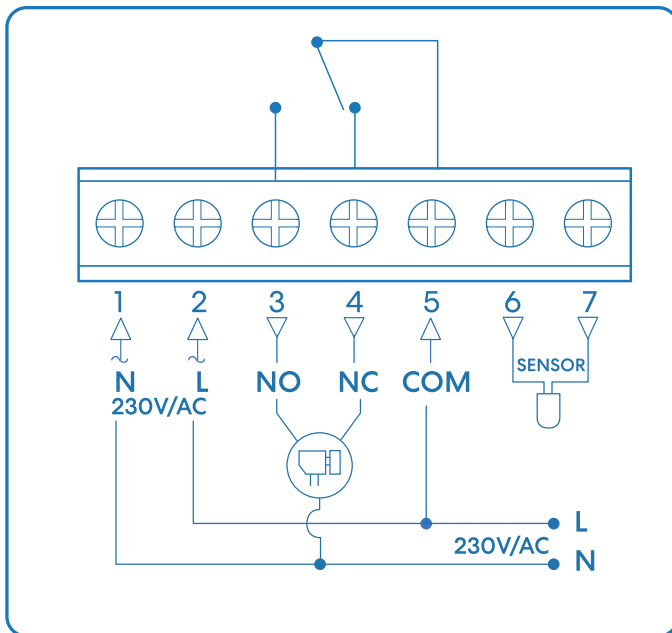 1 2 3 4 5 6 7
N L NO NC COM SENSOR
230V/AC
L
230V/AC
N